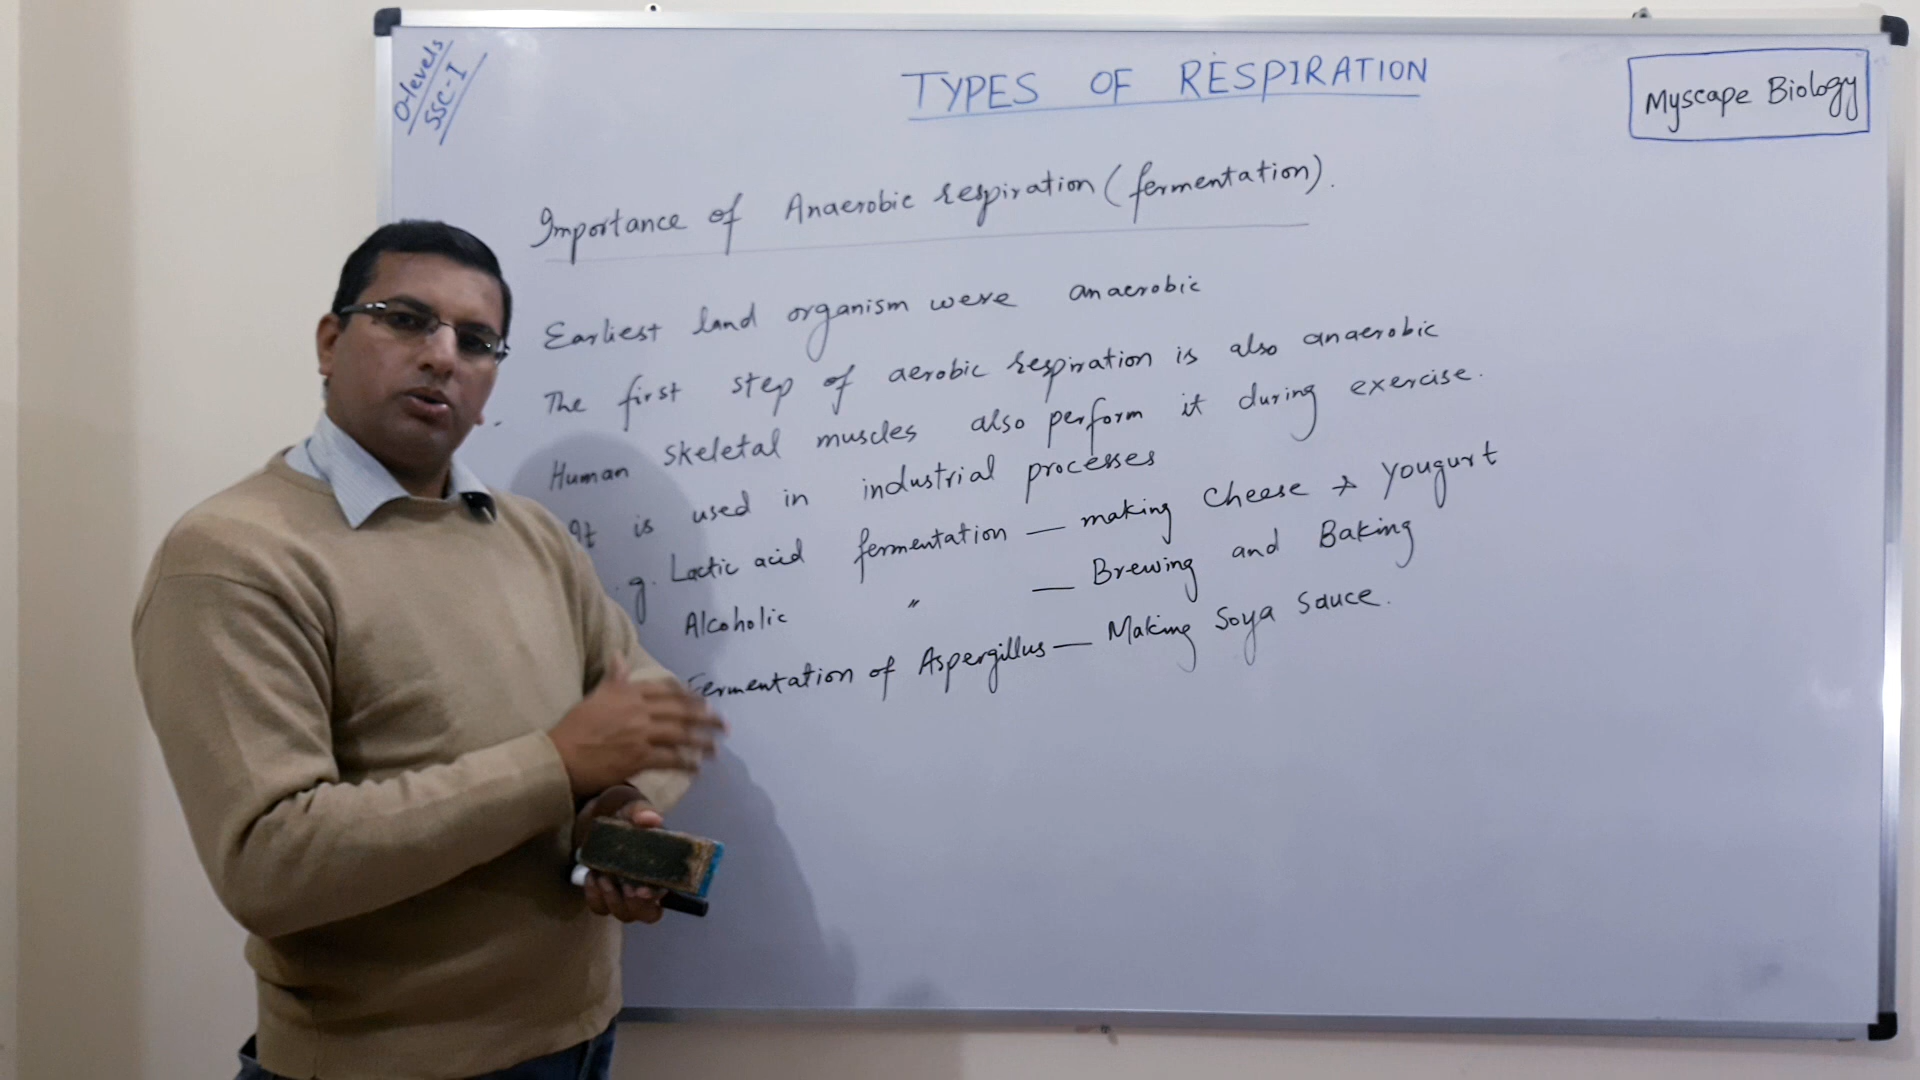 O-levels
SSC-I
TYPES OF RESPIRATION
Myscape Biology
Importance of Anaerobic respiration (fermentation).
Earliest land organism were anaerobic
The first step of aerobic respiration is also anaerobic
Human skeletal muscles also perform it during exercise.
It is used in industrial processes
.g. Lactic acid fermentation — making Cheese & Yougurt
Alcoholic " — Brewing and Baking
Fermentation of Aspergillus — Making Soya Sauce.